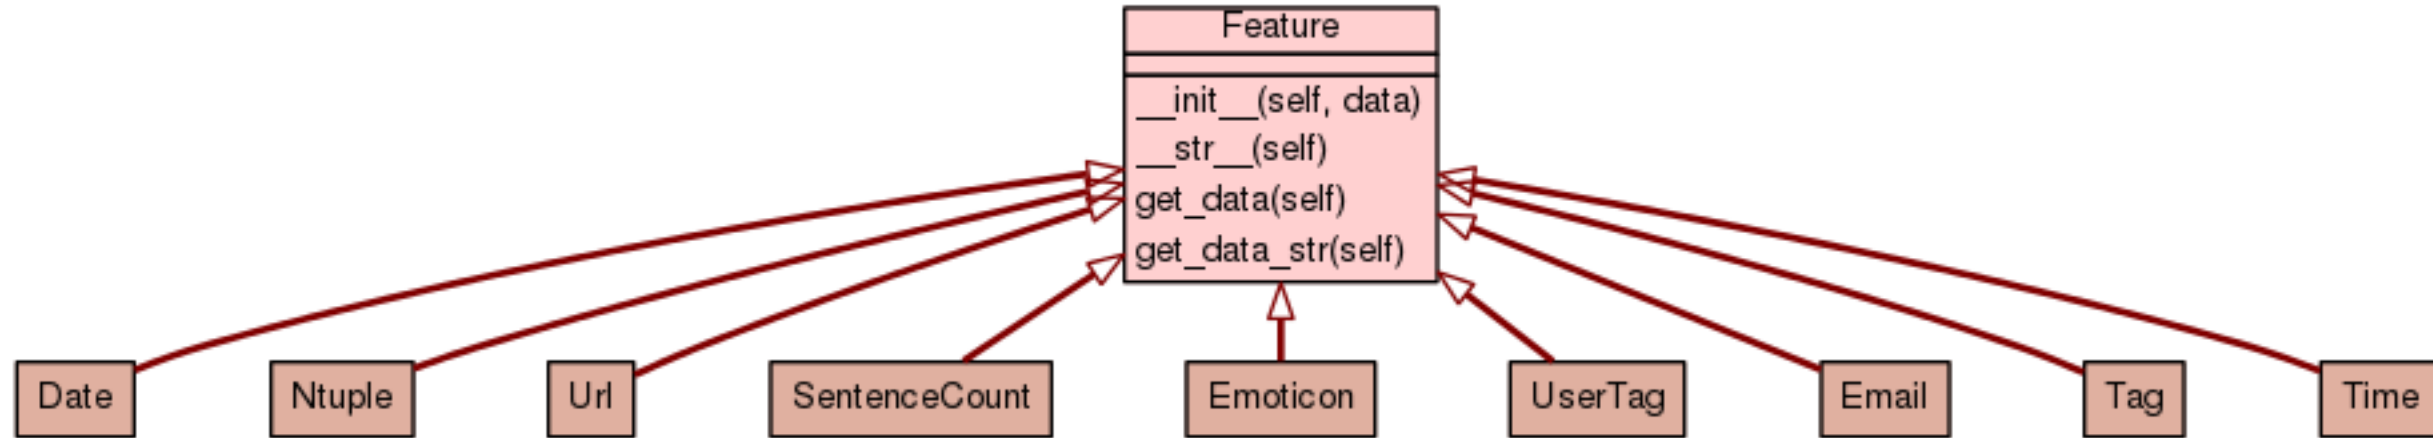 Feature
__init__(self, data)
__str__(self)
get_data(self)
get_data_str(self)
Date
Ntuple
Url
SentenceCount
Emoticon
UserTag
Email
Tag
Time